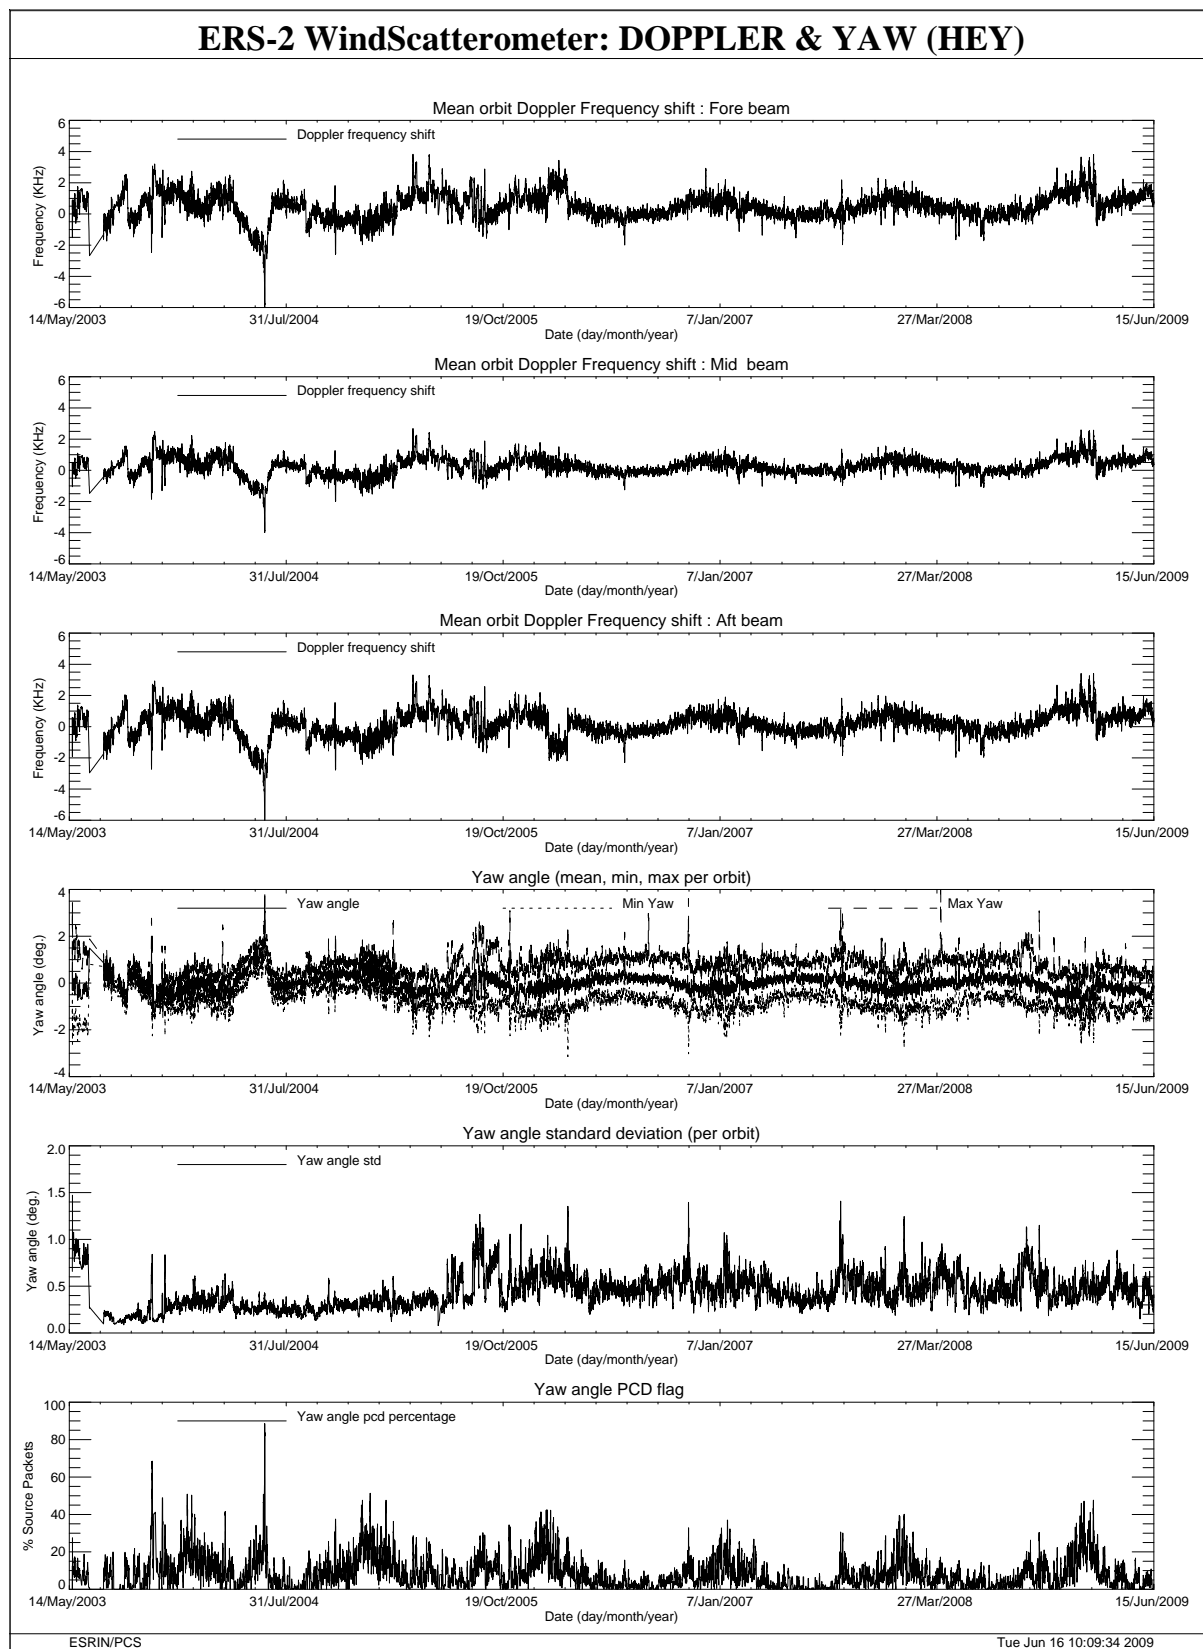 ERS-2 WindScatterometer: DOPPLER & YAW (HEY)
Mean orbit Doppler Frequency shift : Fore beam
Doppler frequency shift
Frequency (KHz)
6
4
2
0
-2
-4
-6
14/May/2003 31/Jul/2004 19/Oct/2005 7/Jan/2007 27/Mar/2008 15/Jun/2009
Date (day/month/year)
Mean orbit Doppler Frequency shift : Mid beam
Doppler frequency shift
Frequency (KHz)
6
4
2
0
-2
-4
-6
14/May/2003 31/Jul/2004 19/Oct/2005 7/Jan/2007 27/Mar/2008 15/Jun/2009
Date (day/month/year)
Mean orbit Doppler Frequency shift : Aft beam
Doppler frequency shift
Frequency (KHz)
6
4
2
0
-2
-4
-6
14/May/2003 31/Jul/2004 19/Oct/2005 7/Jan/2007 27/Mar/2008 15/Jun/2009
Date (day/month/year)
Yaw angle (mean, min, max per orbit)
Yaw angle Min Yaw Max Yaw
Yaw angle (deg.)
4
2
0
-2
-4
14/May/2003 31/Jul/2004 19/Oct/2005 7/Jan/2007 27/Mar/2008 15/Jun/2009
Date (day/month/year)
Yaw angle standard deviation (per orbit)
Yaw angle std
Yaw angle (deg.)
2.0
1.5
1.0
0.5
0.0
14/May/2003 31/Jul/2004 19/Oct/2005 7/Jan/2007 27/Mar/2008 15/Jun/2009
Date (day/month/year)
Yaw angle PCD flag
Yaw angle pcd percentage
% Source Packets
100
80
60
40
20
0
14/May/2003 31/Jul/2004 19/Oct/2005 7/Jan/2007 27/Mar/2008 15/Jun/2009
Date (day/month/year)
ESRIN/PCS Tue Jun 16 10:09:34 2009